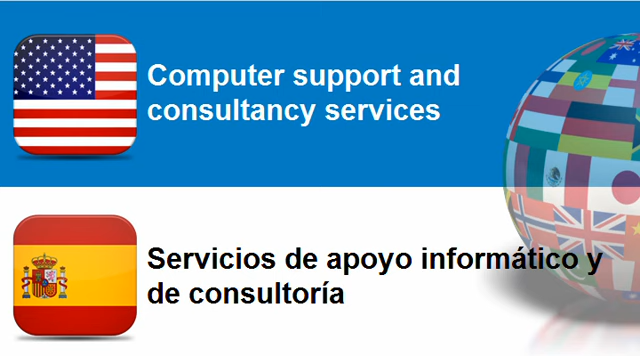 Computer support and
consultancy services
Servicios de apoyo informático y
de consultoría